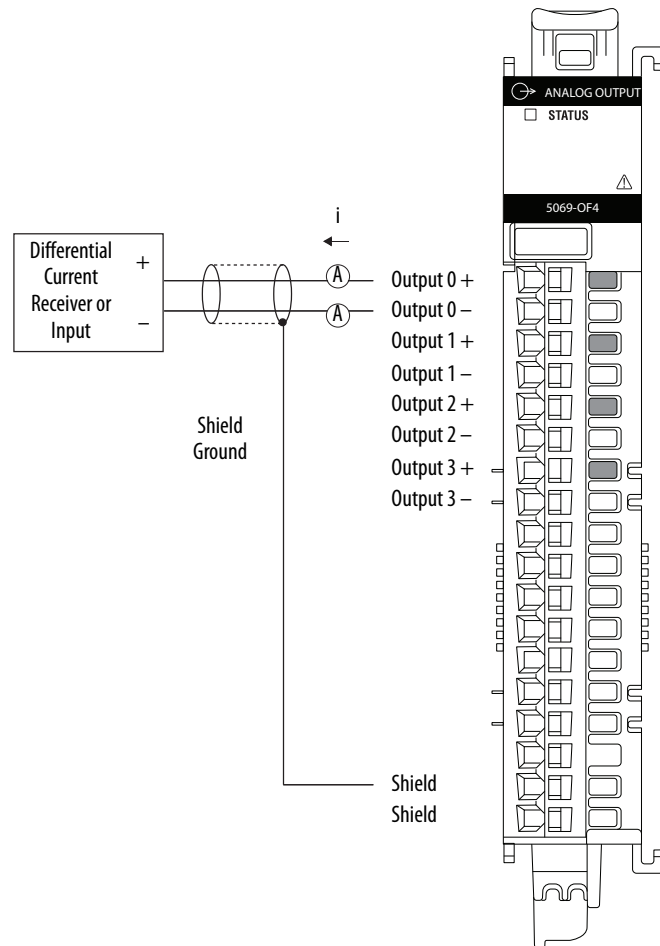 ANALOG OUTPUT
STATUS
5069-OF4
i
Differential
Current
Receiver or
Input
+
−
A
A
Output 0 +
Output 0 −
Output 1 +
Output 1 −
Output 2 +
Output 2 −
Output 3 +
Output 3 −
Shield
Ground
Shield
Shield